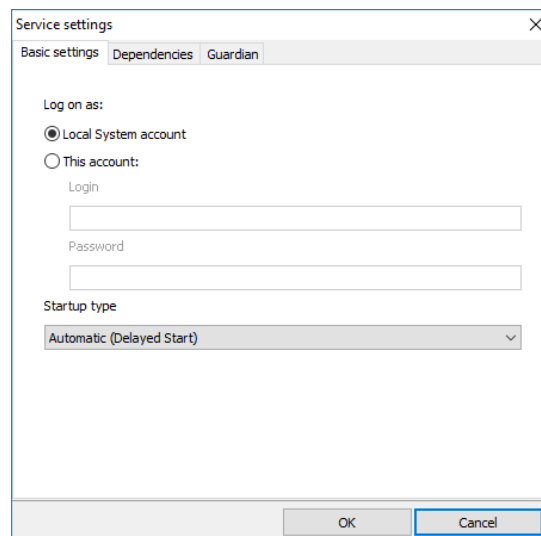 Service settings
Basic settings Dependencies Guardian
Log on as:
Local System account
This account:
Login
Password
Startup type
Automatic (Delayed Start)
OK Cancel